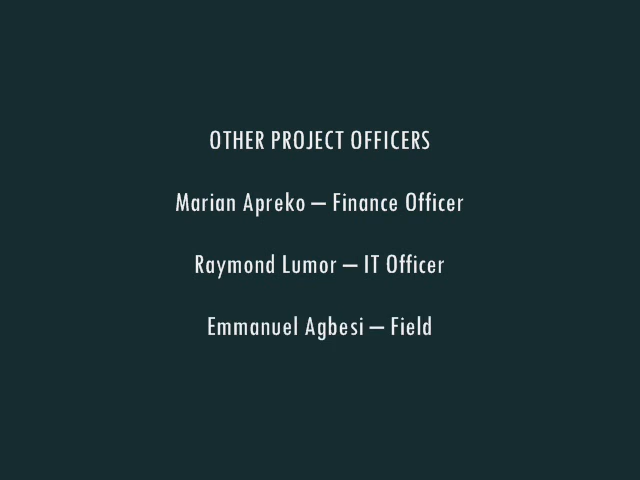 OTHER PROJECT OFFICERS
Marian Apreko – Finance Officer
Raymond Lumor – IT Officer
Emmanuel Agbesi – Field